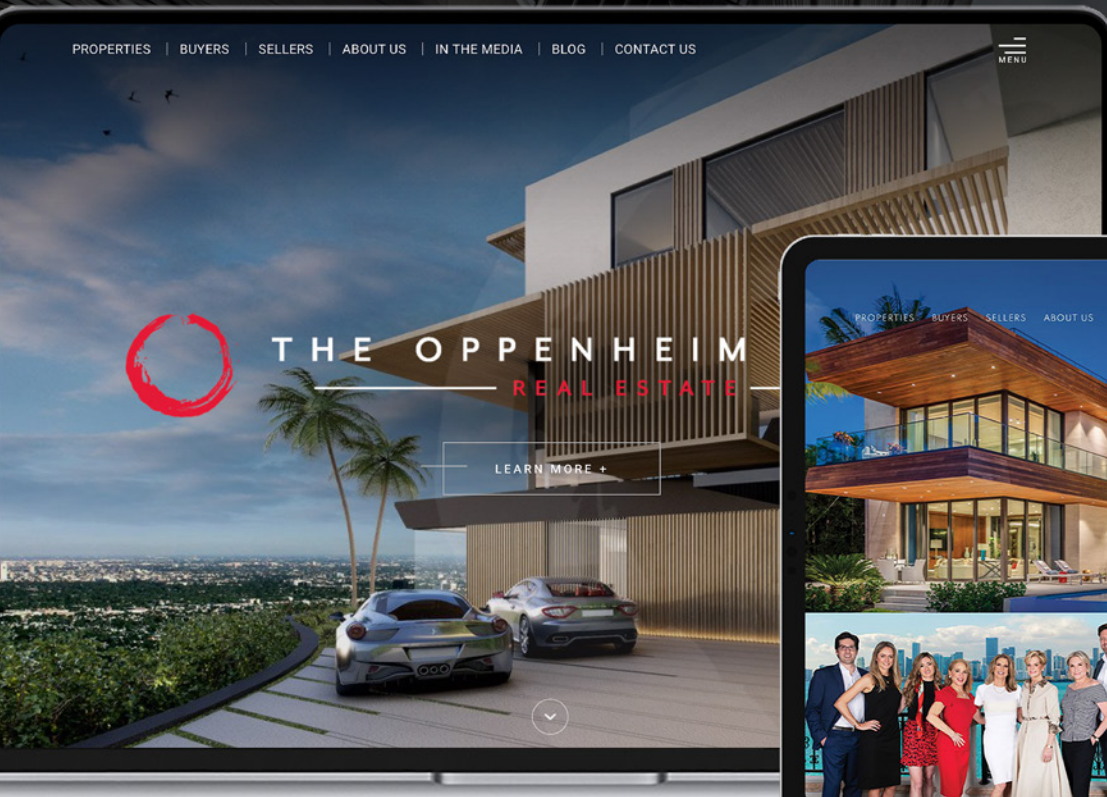 PROPERTIES | BUYERS | SELLERS | ABOUT US | IN THE MEDIA | BLOG | CONTACT US
MENU
THE OPPENHEIM
REAL ESTATE
LEARN MORE +
PROPERTIES BUYERS SELLERS ABOUT US